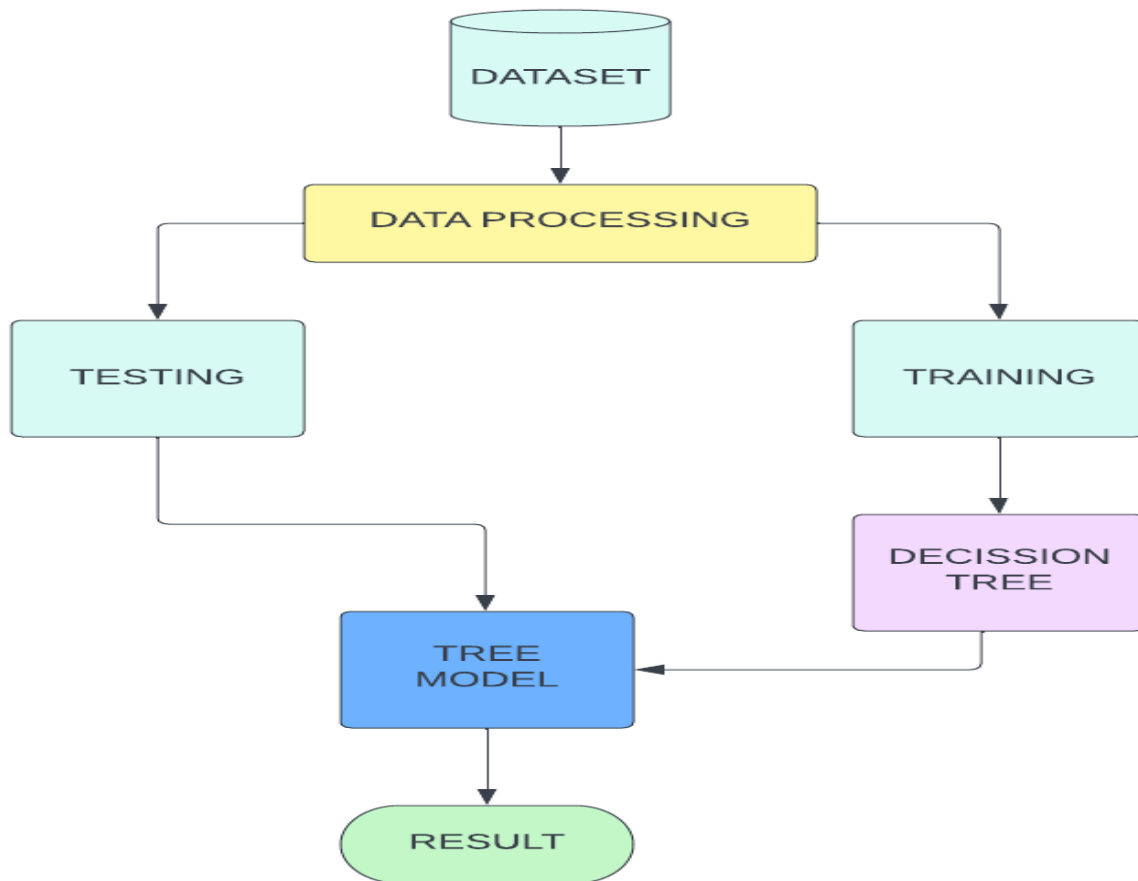 DATASET
DATA PROCESSING
TESTING
TRAINING
DECISSION
TREE
TREE
MODEL
RESULT